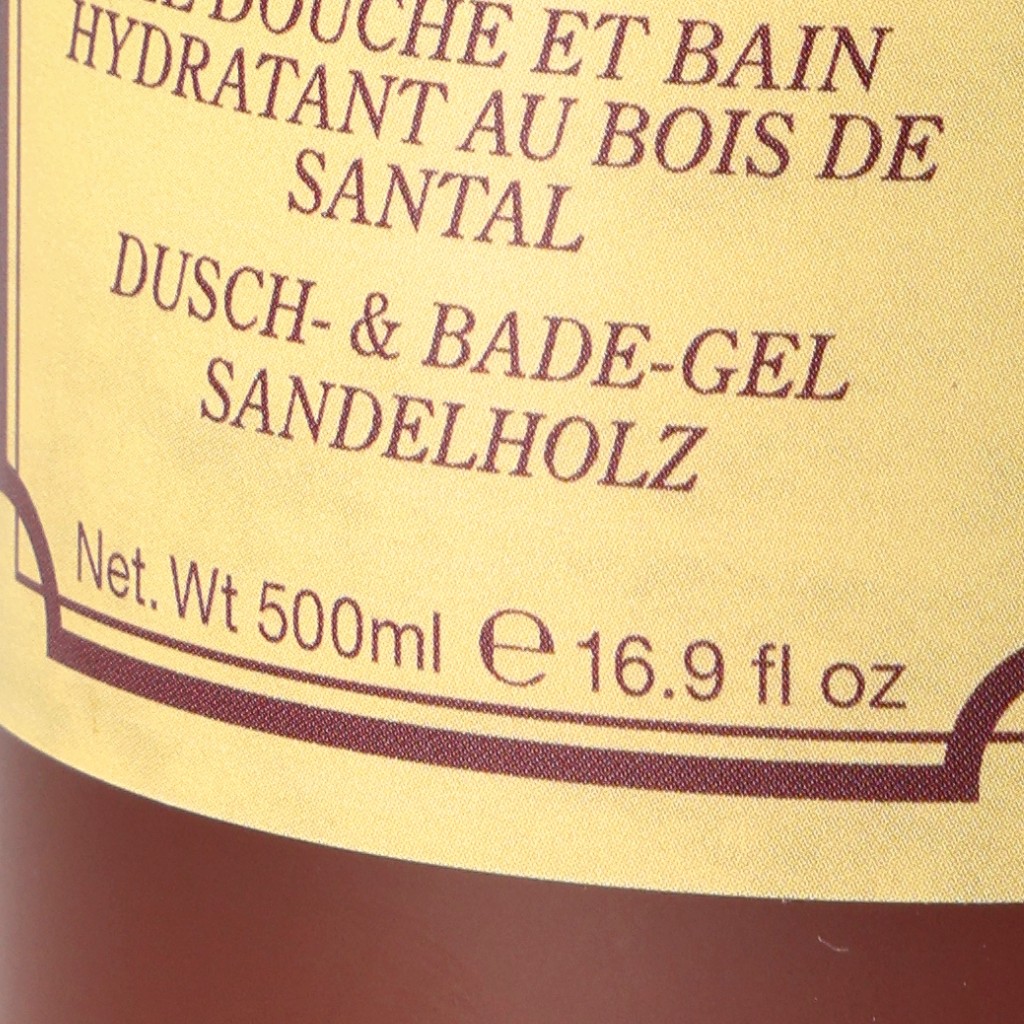 DOUCHE ET BAIN
HYDRATANT AU BOIS DE
SANTAL
DUSCH- & BADE-GEL
SANDELHOLZ
Net. Wt 500ml ℮ 16.9 fl oz